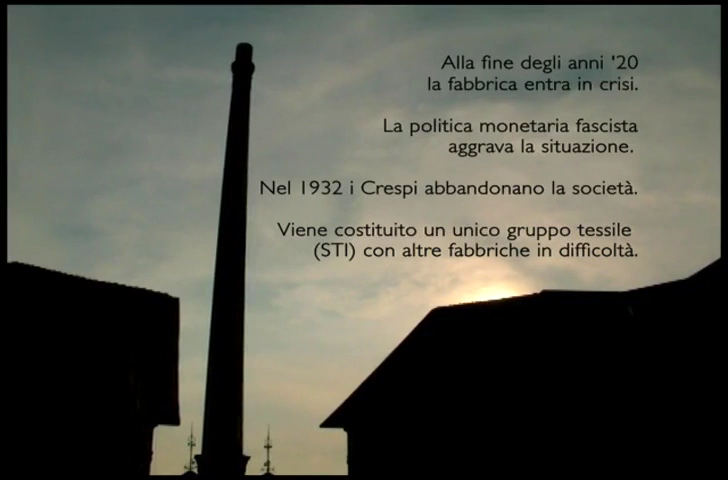 Alla fine degli anni '20
la fabbrica entra in crisi.
La politica monetaria fascista
aggrava la situazione.
Nel 1932 i Crespi abbandonano la società.
Viene costituito un unico gruppo tessile
(STI) con altre fabbriche in difficoltà.